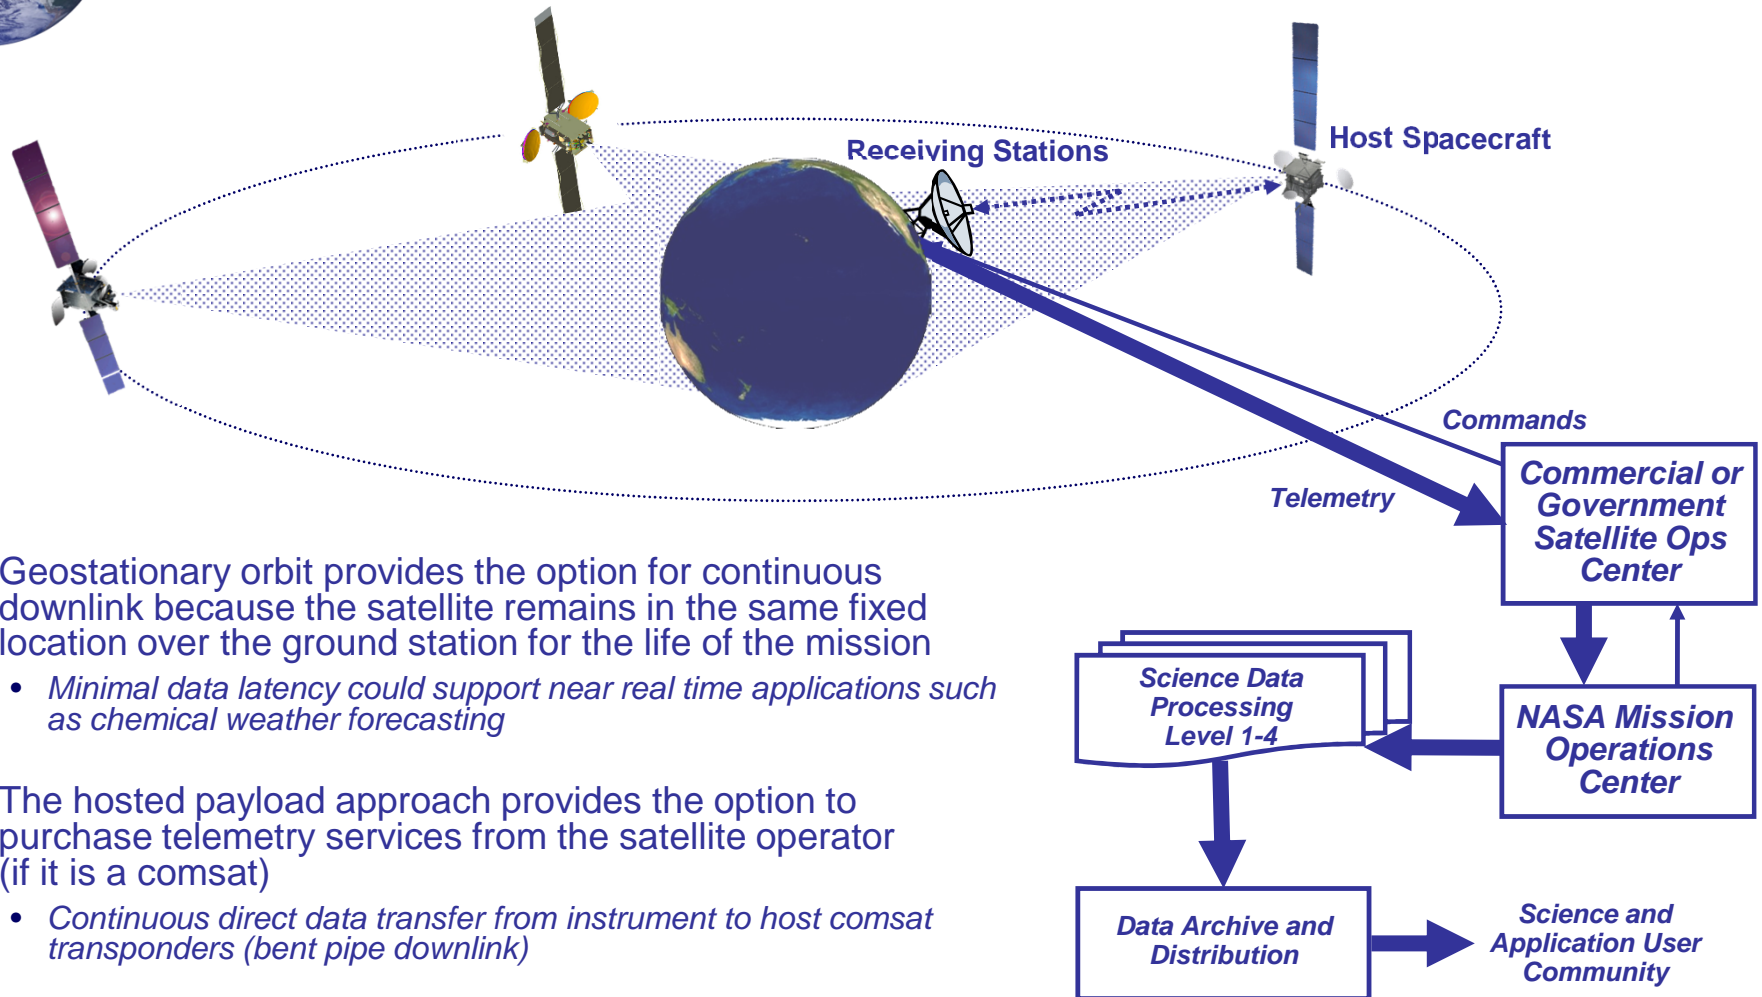 Receiving Stations
Host Spacecraft
Commands
Telemetry
Commercial or
Government
Satellite Ops
Center
Geostationary orbit provides the option for continuous
downlink because the satellite remains in the same fixed
location over the ground station for the life of the mission
• Minimal data latency could support near real time applications such
as chemical weather forecasting
The hosted payload approach provides the option to
purchase telemetry services from the satellite operator
(if it is a comsat)
• Continuous direct data transfer from instrument to host comsat
transponders (bent pipe downlink)
Science Data
Processing
Level 1-4
NASA Mission
Operations
Center
Data Archive and
Distribution
Science and
Application User
Community